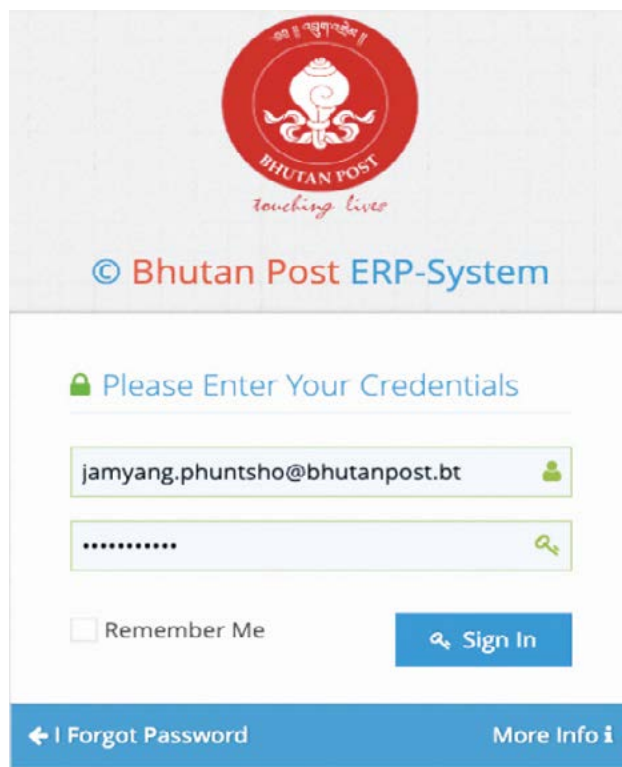 BHUTAN POST
touching lives
© Bhutan Post ERP-System
Please Enter Your Credentials
jamyang.phuntsho@bhutanpost.bt
•••••••••••
Remember Me
Sign In
I Forgot Password
More Info